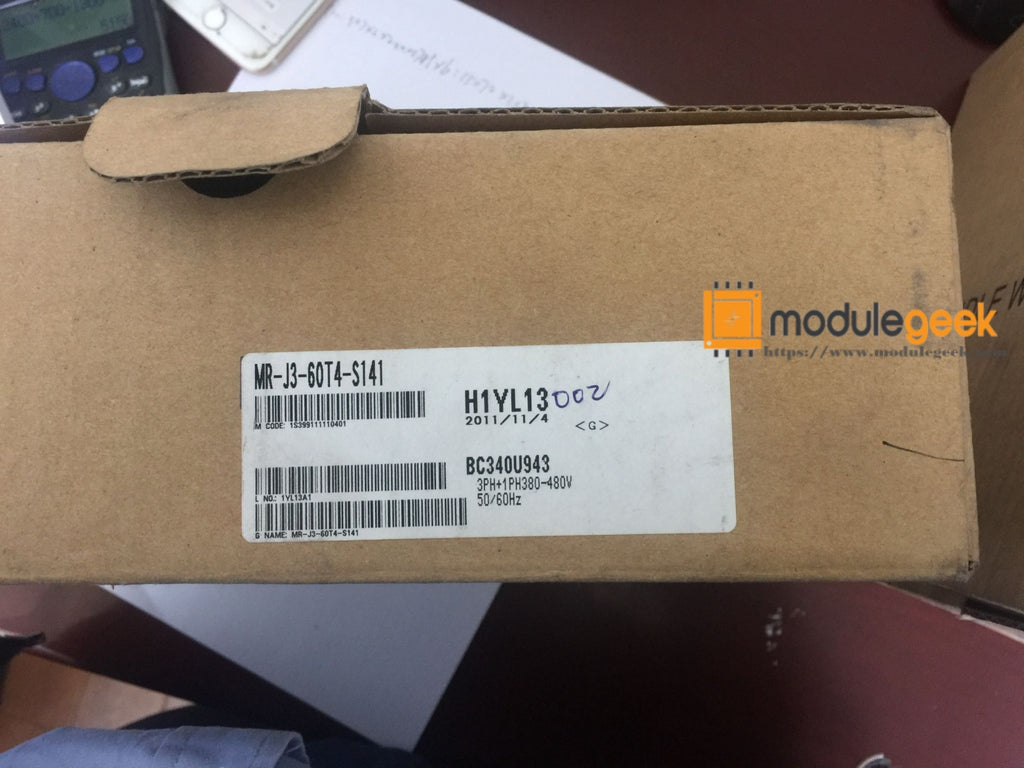 modulegeek
https://www.modulegeek.com
MR-J3-60T4-S141
M CODE: 1S399111110401
H1YL13002
2011/11/4
<G>
BC340U943
3PH+1PH380-480V
50/60Hz
L NO.: 1YL13A1
G NAME: MR-J3-60T4-S141